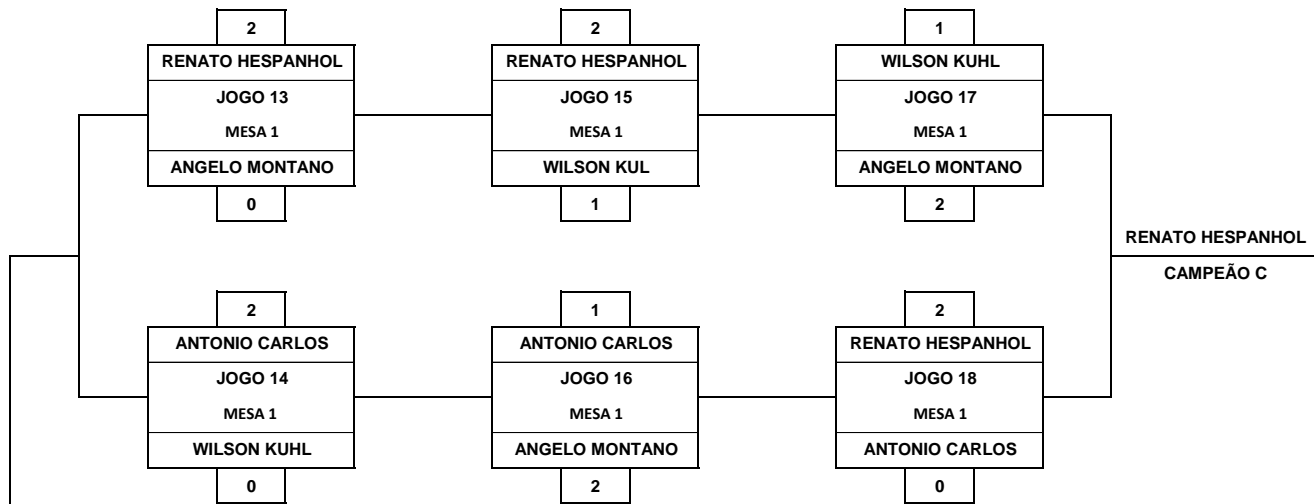 2
RENATO HESPANHOL
JOGO 13
MESA 1
ANGELO MONTANO
0
2
RENATO HESPANHOL
JOGO 15
MESA 1
WILSON KUL
1
1
WILSON KUHL
JOGO 17
MESA 1
ANGELO MONTANO
2
RENATO HESPANHOL
CAMPEÃO C
2
ANTONIO CARLOS
JOGO 14
MESA 1
WILSON KUHL
0
1
ANTONIO CARLOS
JOGO 16
MESA 1
ANGELO MONTANO
2
2
RENATO HESPANHOL
JOGO 18
MESA 1
ANTONIO CARLOS
0